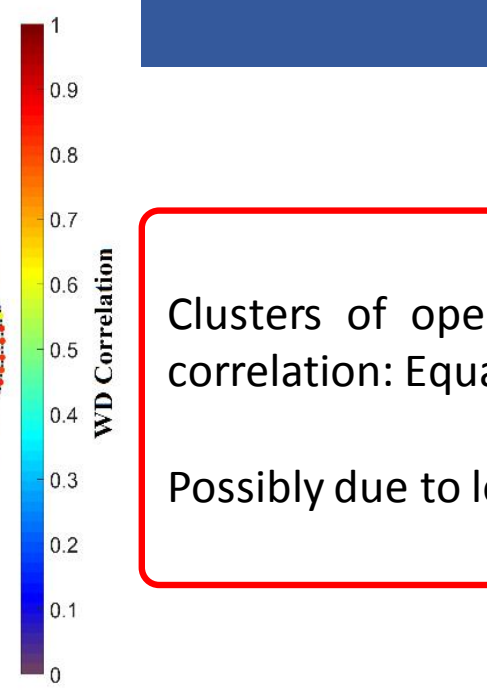 1
0.9
0.8
0.7
0.6
0.5
0.4
0.3
0.2
0.1
0
WD Correlation
Clusters of ope
correlation: Equa
Possibly due to l